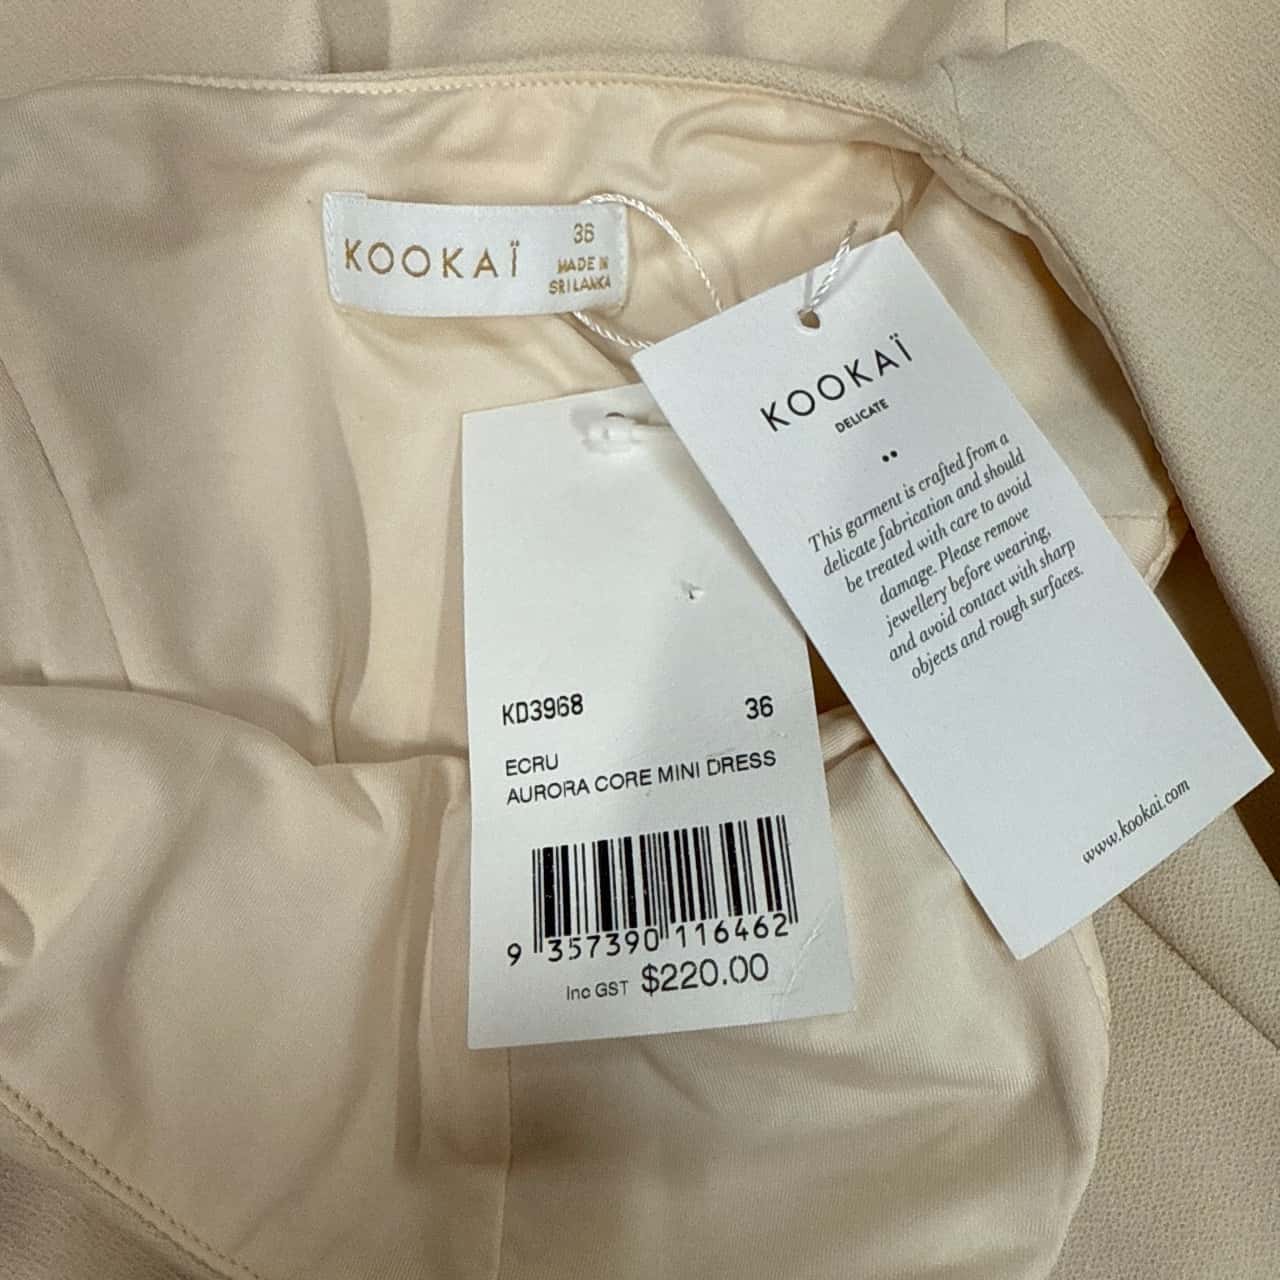 KOOKAÏ
36
MADE IN
SRI LANKA
KOOKAÏ
DELICATE
This garment is crafted from a
delicate fabrication and should
be treated with care to avoid
damage. Please remove
jewellery before wearing,
and avoid contact with sharp
objects and rough surfaces.
www.kookai.com
KD3968 36
ECRU
AURORA CORE MINI DRESS
9 357390 116462
Inc GST $220.00